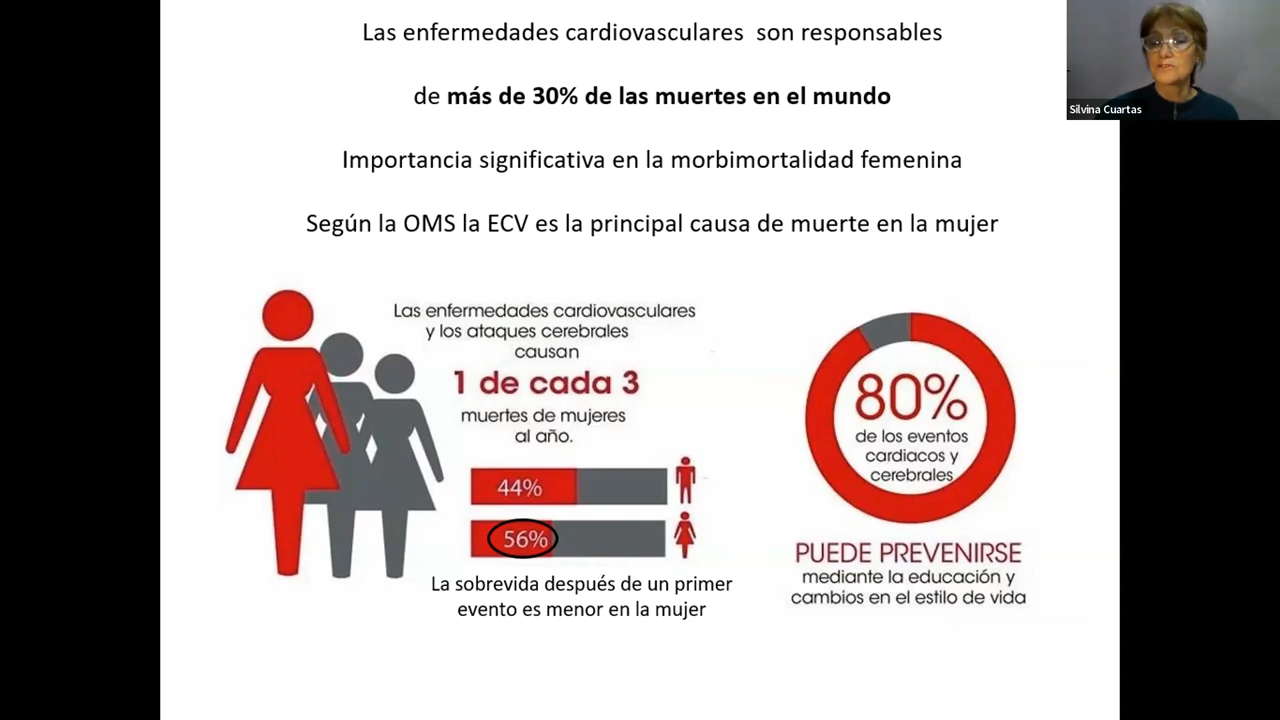 Las enfermedades cardiovasculares son responsables
de más de 30% de las muertes en el mundo
Importancia significativa en la morbimortalidad femenina
Según la OMS la ECV es la principal causa de muerte en la mujer
Silvina Cuartas
Las enfermedades cardiovasculares
y los ataques cerebrales
causan
1 de cada 3
muertes de mujeres
al año.
44%
56%
La sobrevida después de un primer
evento es menor en la mujer
80%
de los eventos
cardiacos y
cerebrales
PUEDE PREVENIRSE
mediante la educación y
cambios en el estilo de vida